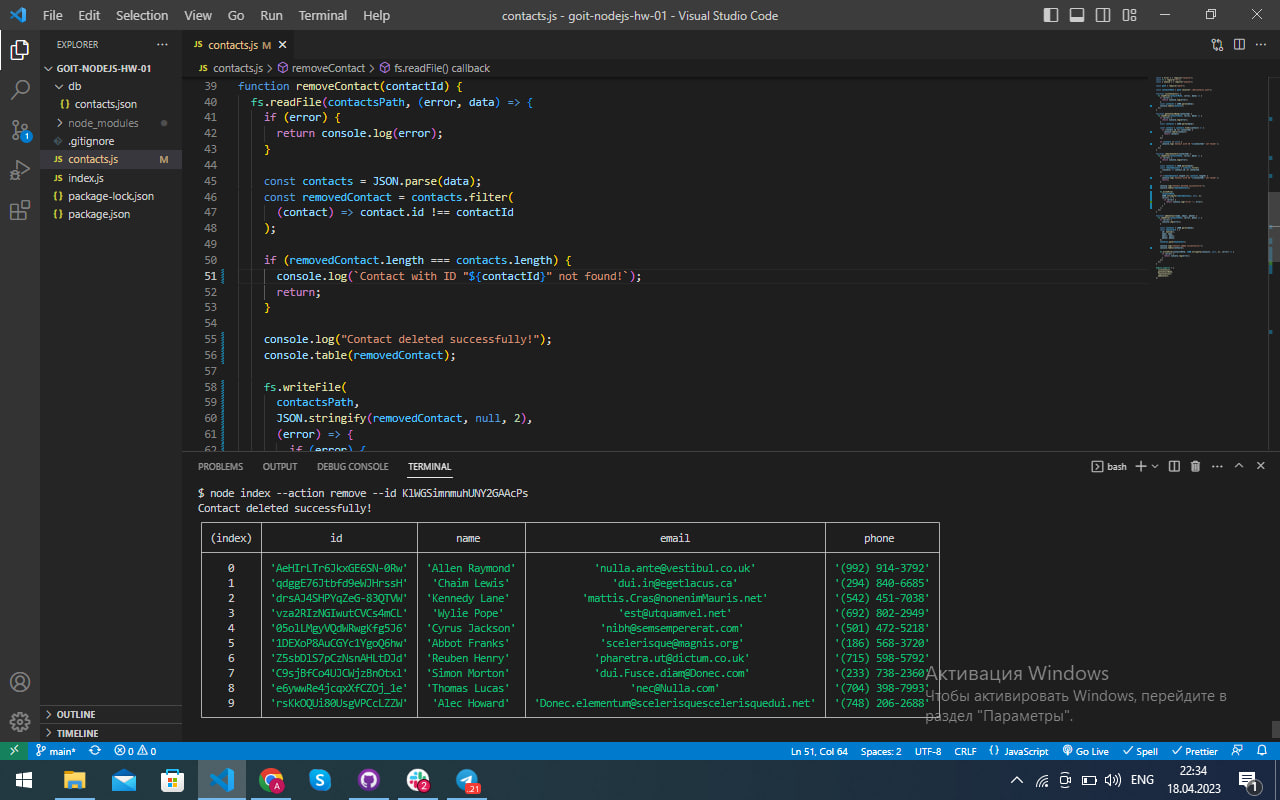 File Edit Selection View Go Run Terminal Help
contacts.js - goit-nodejs-hw-01 - Visual Studio Code
EXPLORER
GOIT-NODEJS-HW-01
db
{} contacts.json
node_modules
.gitignore
JS contacts.js M
JS index.js
{} package-lock.json
{} package.json
OUTLINE
TIMELINE
1
JS contacts.js M
JS contacts.js > removeContact > fs.readFile() callback
39 function removeContact(contactId) {
40 fs.readFile(contactsPath, (error, data) => {
41 if (error) {
42 return console.log(error);
43 }
44
45 const contacts = JSON.parse(data);
46 const removedContact = contacts.filter(
47 (contact) => contact.id !== contactId
48 );
49
50 if (removedContact.length === contacts.length) {
51 console.log(`Contact with ID "${contactId}" not found!`);
52 return;
53 }
54
55 console.log("Contact deleted successfully!");
56 console.table(removedContact);
57
58 fs.writeFile(
59 contactsPath,
60 JSON.stringify(removedContact, null, 2),
61 (error) => {
62 if (error) {
PROBLEMS OUTPUT DEBUG CONSOLE TERMINAL
bash
$ node index --action remove --id KlWGSimnmuhUNY2GAAcPs
Contact deleted successfully!
(index) id name email phone
0 'AeHIrLTr6JkxGE6SN-0Rw' 'Allen Raymond' 'nulla.ante@vestibul.co.uk' '(992) 914-3792'
1 'qdggE76Jtbfd9eWJHrssH' 'Chaim Lewis' 'dui.in@egetlacus.ca' '(294) 840-6685'
2 'drsAJ4SHPYqZeG-83QTVW' 'Kennedy Lane' 'mattis.Cras@nonenimMauris.net' '(542) 451-7038'
3 'vza2RIzNGIwutCVCs4mCL' 'Wylie Pope' 'est@utquamvel.net' '(692) 802-2949'
4 '05olLMgyVQdWRwgKfg5J6' 'Cyrus Jackson' 'nibh@semsempererat.com' '(501) 472-5218'
5 '1DEXoP8AuCGYc1YgoQ6hw' 'Abbot Franks' 'scelerisque@magnis.org' '(186) 568-3720'
6 'Z5sbDlS7pCzNsnAHLtDJd' 'Reuben Henry' 'pharetra.ut@dictum.co.uk' '(715) 598-5792'
7 'C9sjBfCo4UJCWjzBnOtxl' 'Simon Morton' 'dui.Fusce.diam@Donec.com' '(233) 738-2360'
8 'e6ywwRe4jcqxXfCZOj_1e' 'Thomas Lucas' 'nec@Nulla.com' '(704) 398-7993'
9 'rsKkOQUi80UsgVPCcLZZW' 'Alec Howard' 'Donec.elementum@scelerisquescelerisquedui.net' '(748) 206-2688'
Активация Windows
Чтобы активировать Windows, перейдите в
раздел "Параметры".
main* 0 0 Ln 51, Col 64 Spaces: 2 UTF-8 CRLF {} JavaScript Go Live Spell Prettier
A 2 21 ENG 22:34
18.04.2023 1